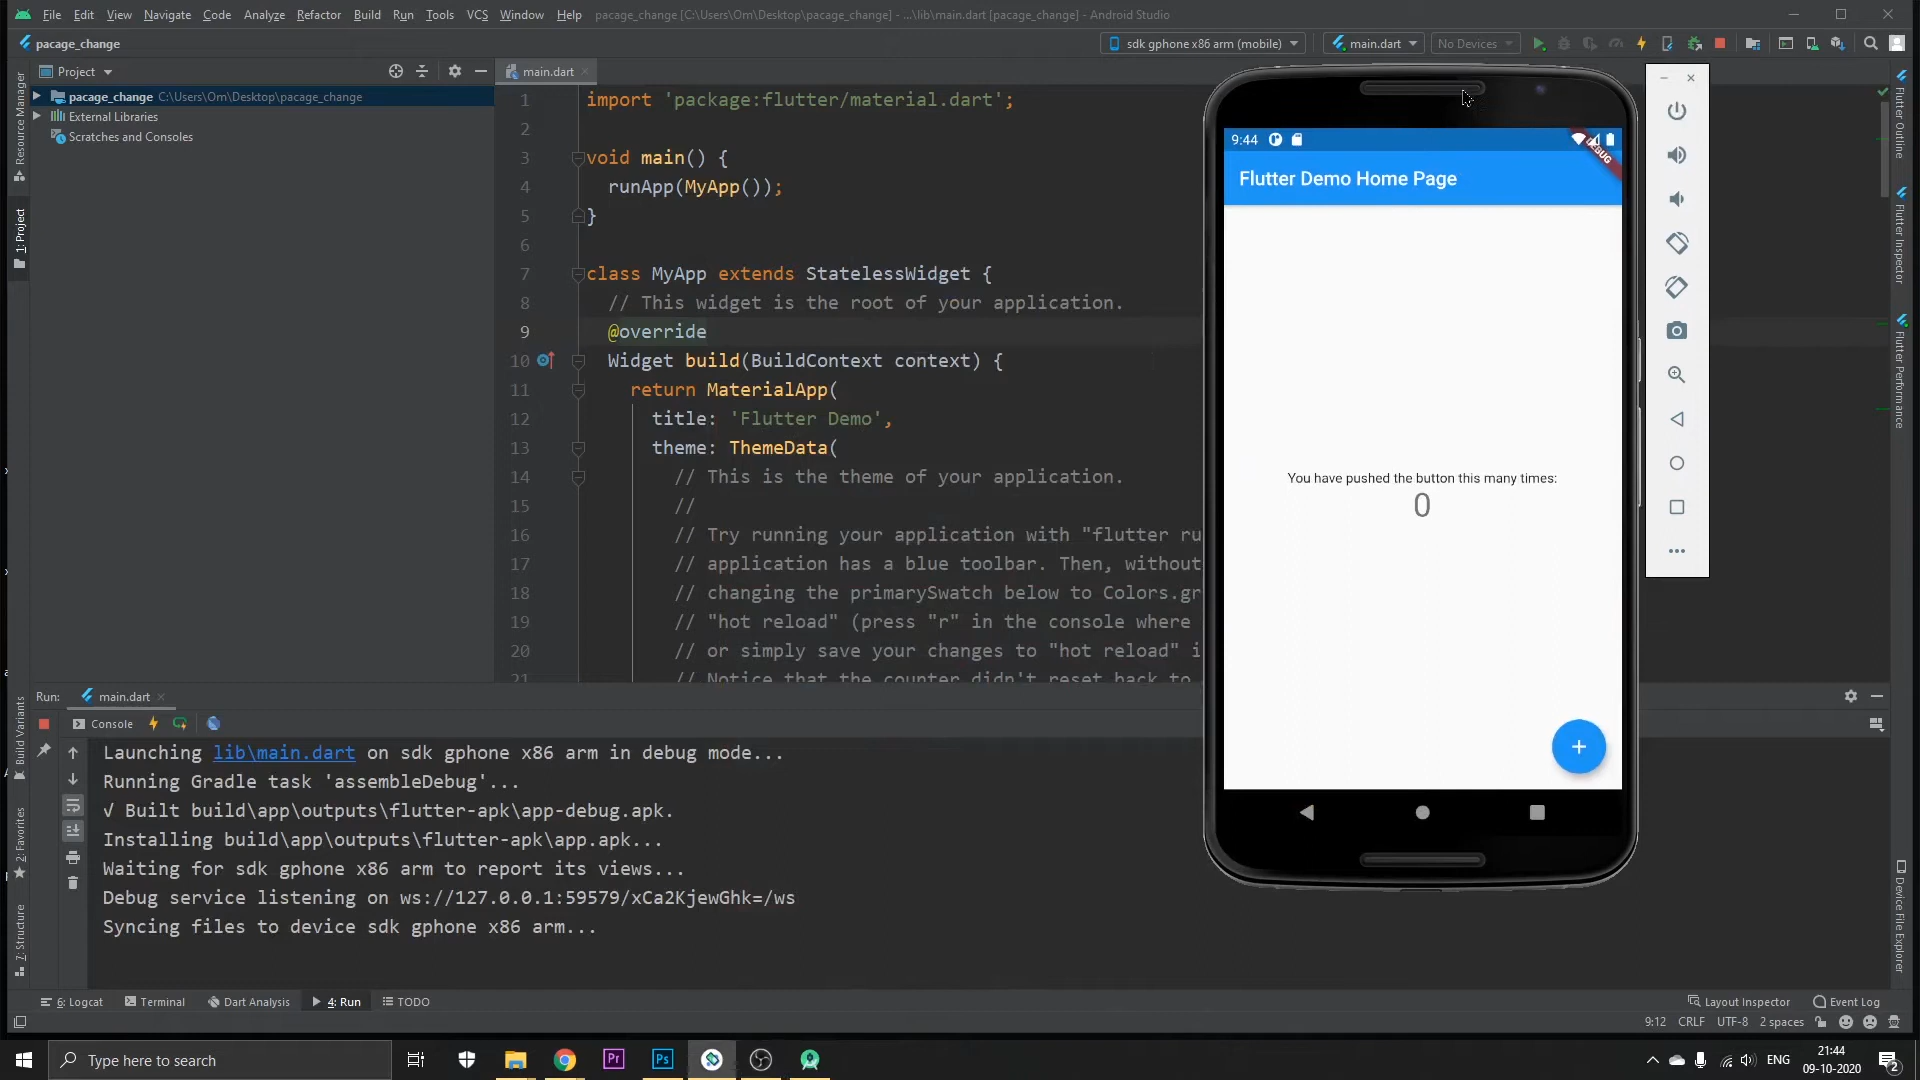 File Edit View Navigate Code Analyze Refactor Build Run Tools VCS Window Help pacage_change [C:\Users\Om\Desktop\pacage_change] - ...\lib\main.dart [pacage_change] - Android Studio
pacage_change
sdk gphone x86 arm (mobile)
main.dart
No Devices
Project
main.dart
pacage_change C:\Users\Om\Desktop\pacage_change
External Libraries
Scratches and Consoles
Resource Manager
1: Project
Build Variants
2: Favorites
7: Structure
1 import 'package:flutter/material.dart';
2
3 void main() {
4 runApp(MyApp());
5 }
6
7 class MyApp extends StatelessWidget {
8 // This widget is the root of your application.
9 @override
10 Widget build(BuildContext context) {
11 return MaterialApp(
12 title: 'Flutter Demo',
13 theme: ThemeData(
14 // This is the theme of your application.
15 //
16 // Try running your application with "flutter ru
17 // application has a blue toolbar. Then, without
18 // changing the primarySwatch below to Colors.gr
19 // "hot reload" (press "r" in the console where
20 // or simply save your changes to "hot reload" i
21 // Notice that the counter didn't reset back to
9:44
DEBUG
Flutter Demo Home Page
You have pushed the button this many times:
0
+
Flutter Outline
Flutter Inspector
Flutter Performance
Device File Explorer
Run: main.dart
Console
Launching lib\main.dart on sdk gphone x86 arm in debug mode...
Running Gradle task 'assembleDebug'...
√ Built build\app\outputs\flutter-apk\app-debug.apk.
Installing build\app\outputs\flutter-apk\app.apk...
Waiting for sdk gphone x86 arm to report its views...
Debug service listening on ws://127.0.0.1:59579/xCa2KjewGhk=/ws
Syncing files to device sdk gphone x86 arm...
6: Logcat Terminal Dart Analysis 4: Run TODO Layout Inspector Event Log
9:12 CRLF UTF-8 2 spaces
Type here to search
Pr
Ps
ENG
21:44
09-10-2020
2